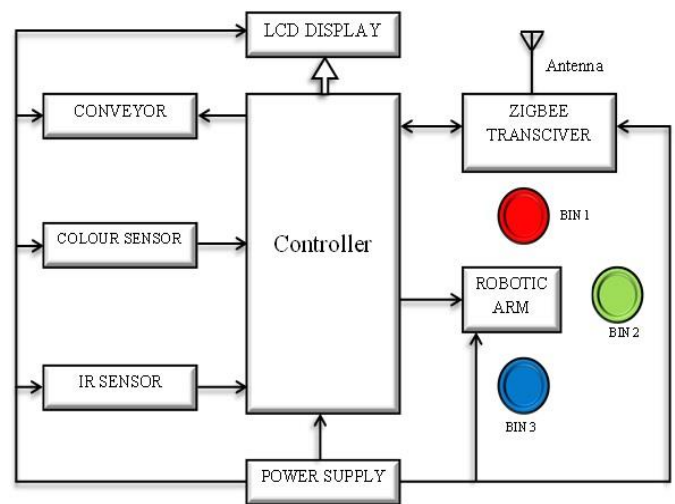 LCD DISPLAY
Antenna
CONVEYOR
ZIGBEE
TRANSCIVER
BIN 1
COLOUR SENSOR
Controller
ROBOTIC
ARM
BIN 2
IR SENSOR
BIN 3
POWER SUPPLY